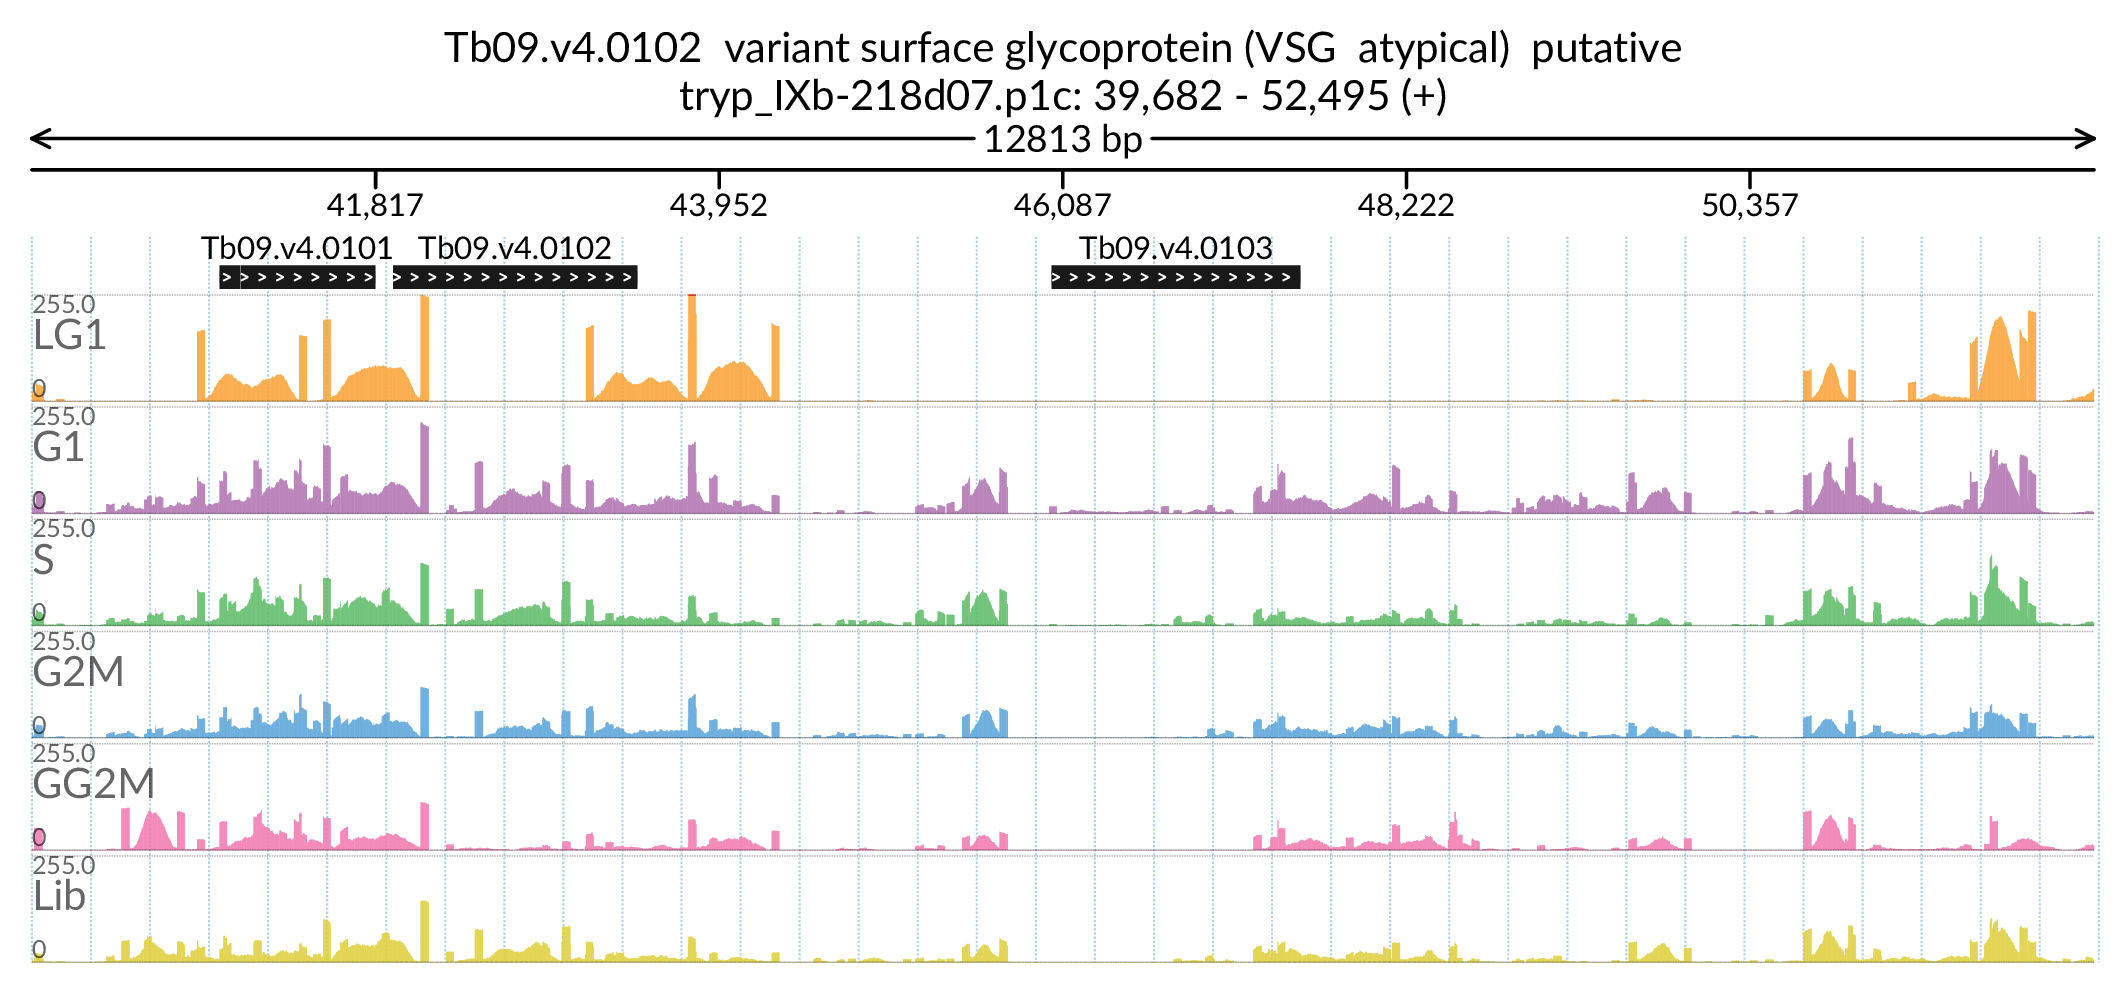 Tb09.v4.0102 variant surface glycoprotein (VSG atypical) putative
tryp_IXb-218d07.p1c: 39,682 - 52,495 (+)
12813 bp
41,817 43,952 46,087 48,222 50,357
Tb09.v4.0101 Tb09.v4.0102 Tb09.v4.0103
255.0
LG1
0
255.0
G1
0
255.0
S
0
255.0
G2M
0
255.0
GG2M
0
255.0
Lib
0